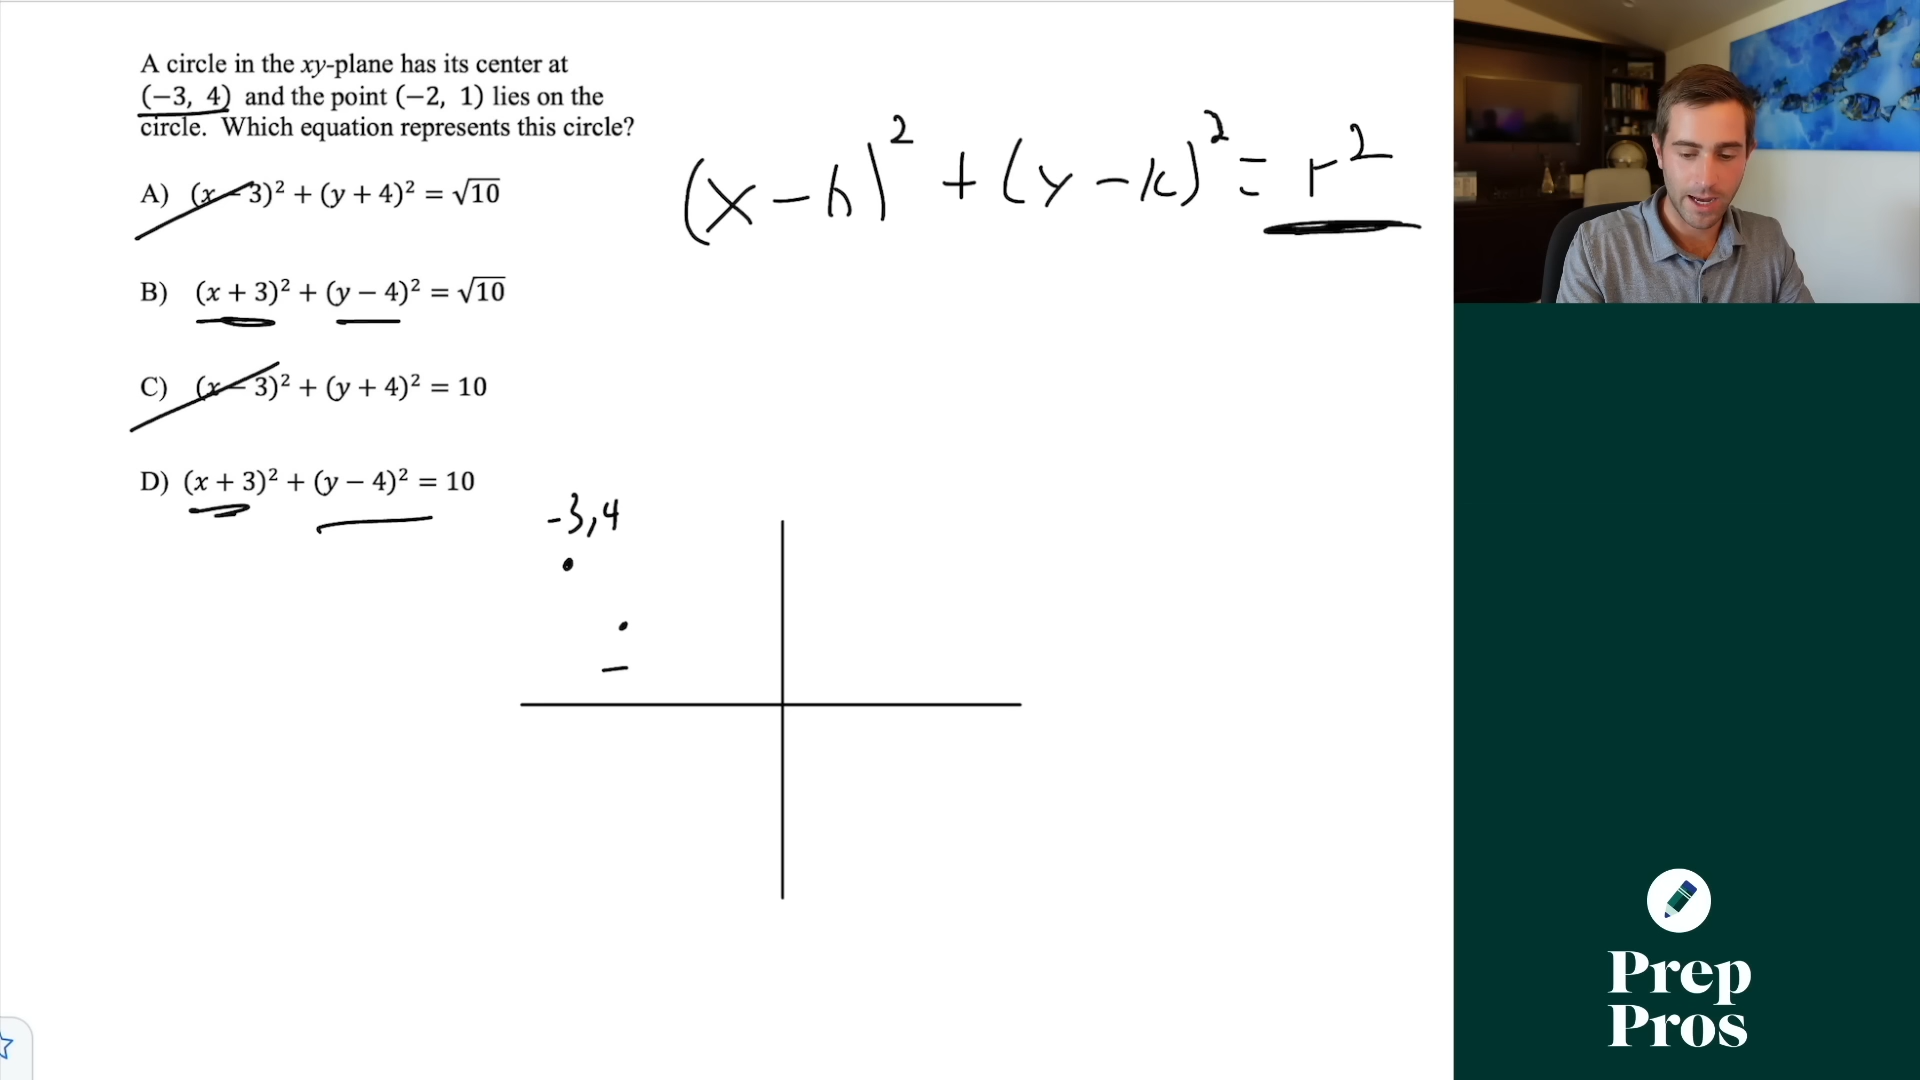 A circle in the xy-plane has its center at
(−3, 4) and the point (−2, 1) lies on the
circle. Which equation represents this circle?
A) (x − 3)² + (y + 4)² = √10
B) (x + 3)² + (y − 4)² = √10
C) (x − 3)² + (y + 4)² = 10
D) (x + 3)² + (y − 4)² = 10
(x − h)² + (y − k)² = r²
-3,4
Prep
Pros